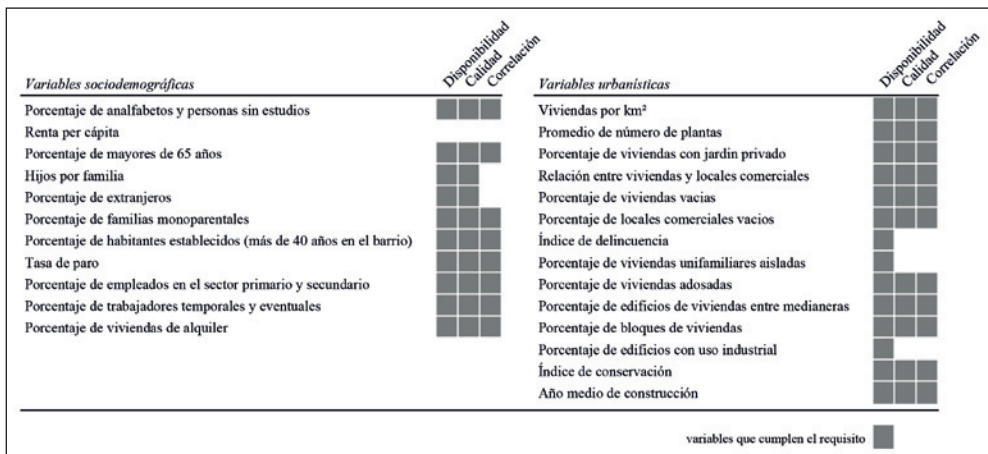 Variables sociodemográficas
Disponibilidad
Calidad
Correlación
Porcentaje de analfabetos y personas sin estudios
Renta per cápita
Porcentaje de mayores de 65 años
Hijos por familia
Porcentaje de extranjeros
Porcentaje de familias monoparentales
Porcentaje de habitantes establecidos (más de 40 años en el barrio)
Tasa de paro
Porcentaje de empleados en el sector primario y secundario
Porcentaje de trabajadores temporales y eventuales
Porcentaje de viviendas de alquiler
Variables urbanísticas
Disponibilidad
Calidad
Correlación
Viviendas por km²
Promedio de número de plantas
Porcentaje de viviendas con jardin privado
Relación entre viviendas y locales comerciales
Porcentaje de viviendas vacias
Porcentaje de locales comerciales vacios
Índice de delincuencia
Porcentaje de viviendas unifamiliares aisladas
Porcentaje de viviendas adosadas
Porcentaje de edificios de viviendas entre medianeras
Porcentaje de bloques de viviendas
Porcentaje de edificios con uso industrial
Índice de conservación
Año medio de construcción
variables que cumplen el requisito